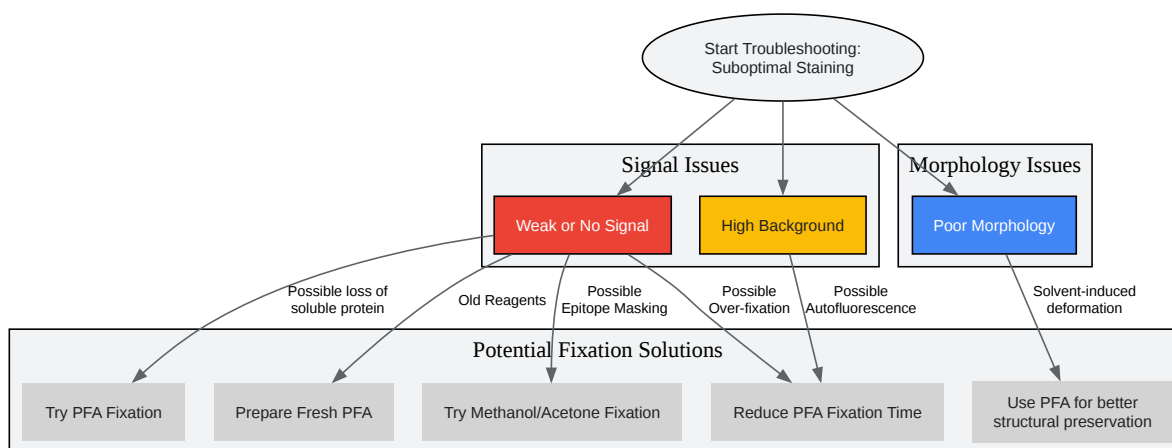 Start Troubleshooting:
Suboptimal Staining
Signal Issues
Morphology Issues
Weak or No Signal
High Background
Poor Morphology
Possible loss of
soluble protein
Old Reagents
Possible
Epitope Masking
Possible
Over-fixation
Possible
Autofluorescence
Solvent-induced
deformation
Potential Fixation Solutions
Try PFA Fixation
Prepare Fresh PFA
Try Methanol/Acetone Fixation
Reduce PFA Fixation Time
Use PFA for better
structural preservation